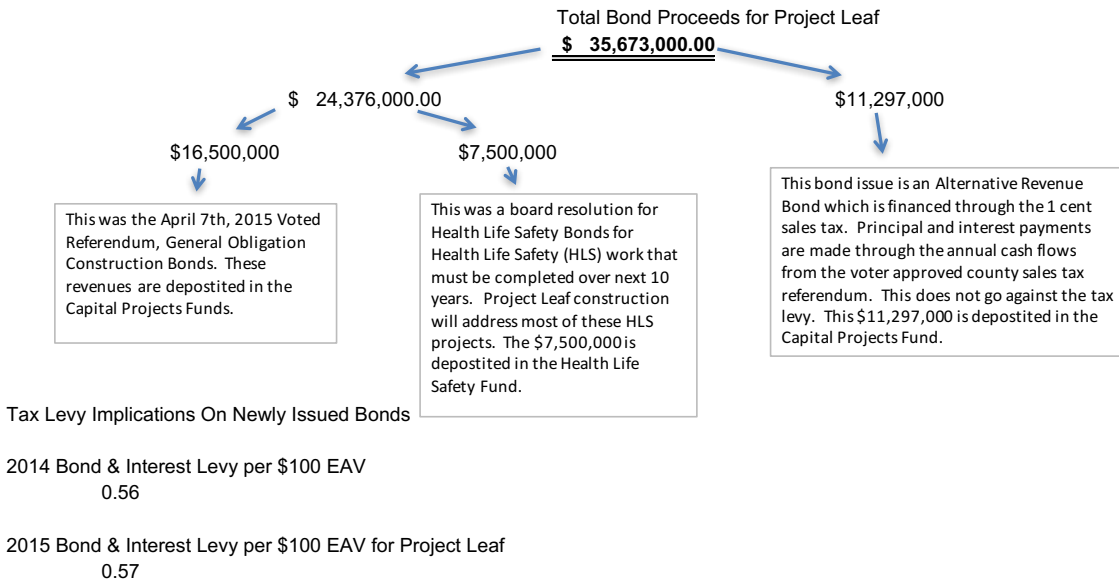 Total Bond Proceeds for Project Leaf
$ 35,673,000.00
$ 24,376,000.00
$11,297,000
$16,500,000
$7,500,000
This was the April 7th, 2015 Voted
Referendum, General Obligation
Construction Bonds. These
revenues are depostited in the
Capital Projects Funds.
This was a board resolution for
Health Life Safety Bonds for
Health Life Safety (HLS) work that
must be completed over next 10
years. Project Leaf construction
will address most of these HLS
projects. The $7,500,000 is
depostited in the Health Life
Safety Fund.
This bond issue is an Alternative Revenue
Bond which is financed through the 1 cent
sales tax. Principal and interest payments
are made through the annual cash flows
from the voter approved county sales tax
referendum. This does not go against the tax
levy. This $11,297,000 is depostited in the
Capital Projects Fund.
Tax Levy Implications On Newly Issued Bonds
2014 Bond & Interest Levy per $100 EAV
0.56
2015 Bond & Interest Levy per $100 EAV for Project Leaf
0.57